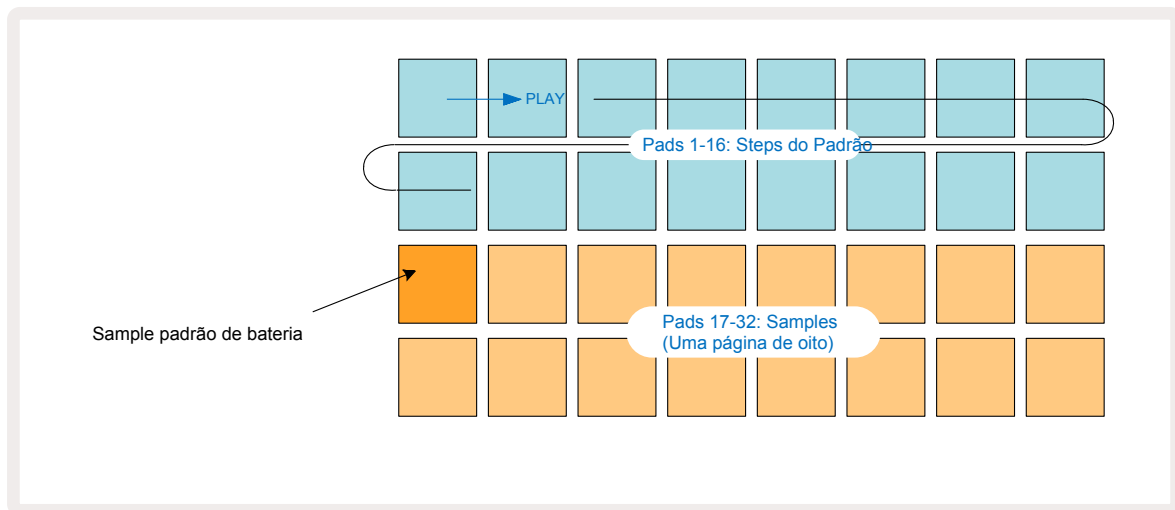 PLAY
Pads 1-16: Steps do Padrão
Sample padrão de bateria
Pads 17-32: Samples
(Uma página de oito)